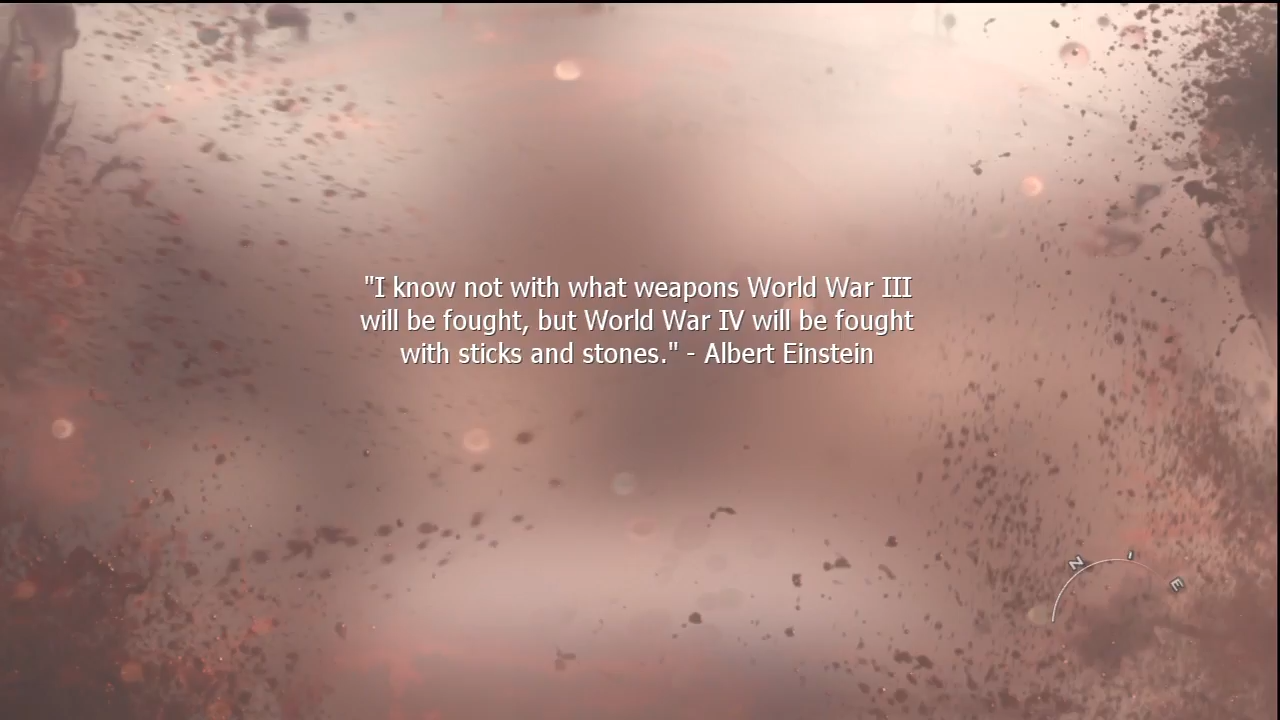 "I know not with what weapons World War III
will be fought, but World War IV will be fought
with sticks and stones." - Albert Einstein
N
E